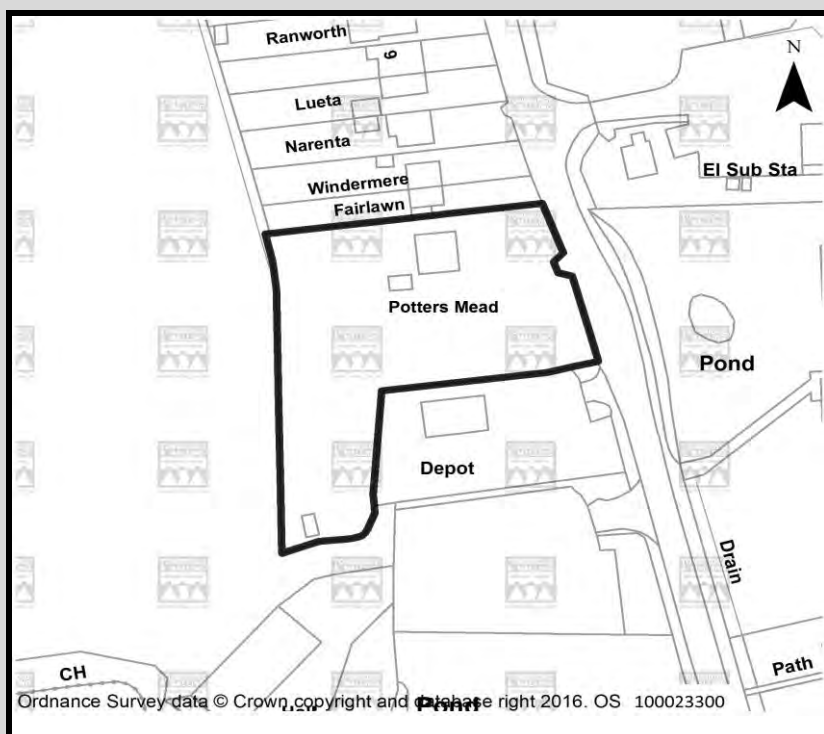 Ranworth
9
N
Lueta
Narenta
El Sub Sta
Windermere
Fairlawn
Potters Mead
Pond
Depot
Drain
Path
CH
Pond
Ordnance Survey data © Crown copyright and database right 2016. OS 100023300